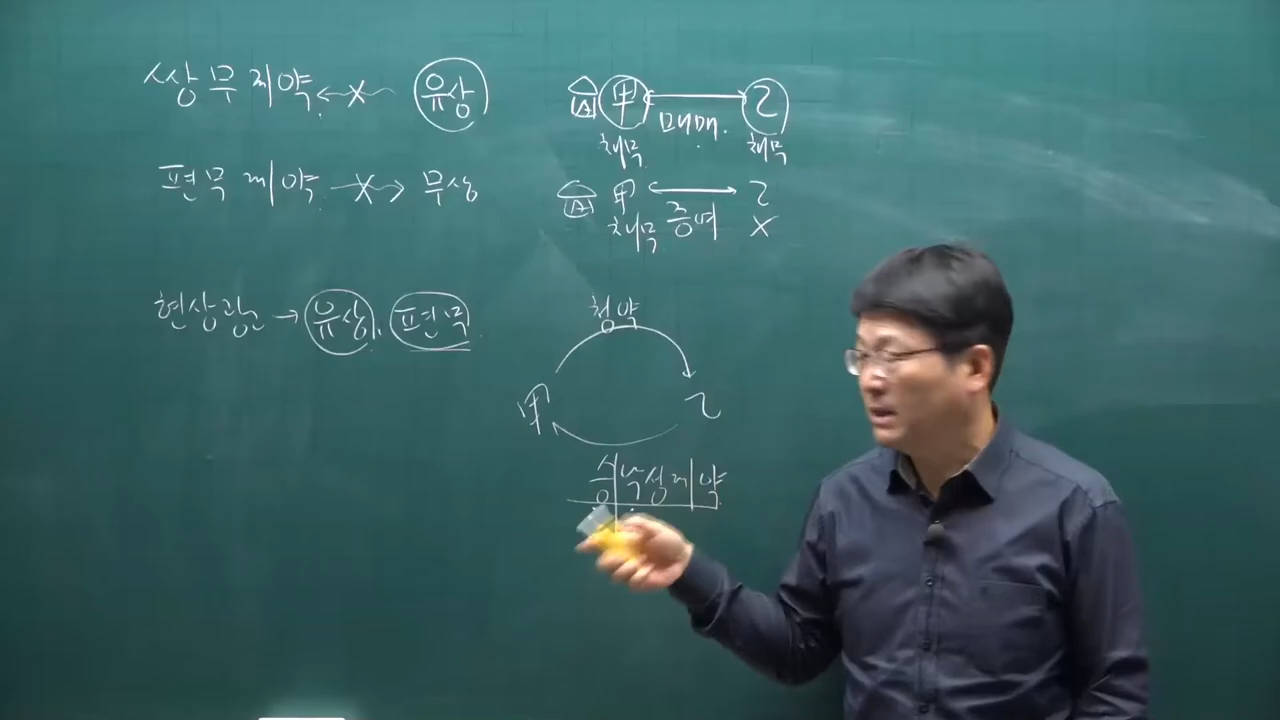 쌍무계약 ← X 유상
편무계약 X → 무상
현상광고 → 유상, 편무
A 甲 ↔ 乙
매매
채무 채무
A 甲 ↔ 乙
채무 증여 X
청약
甲 乙
승낙 계약